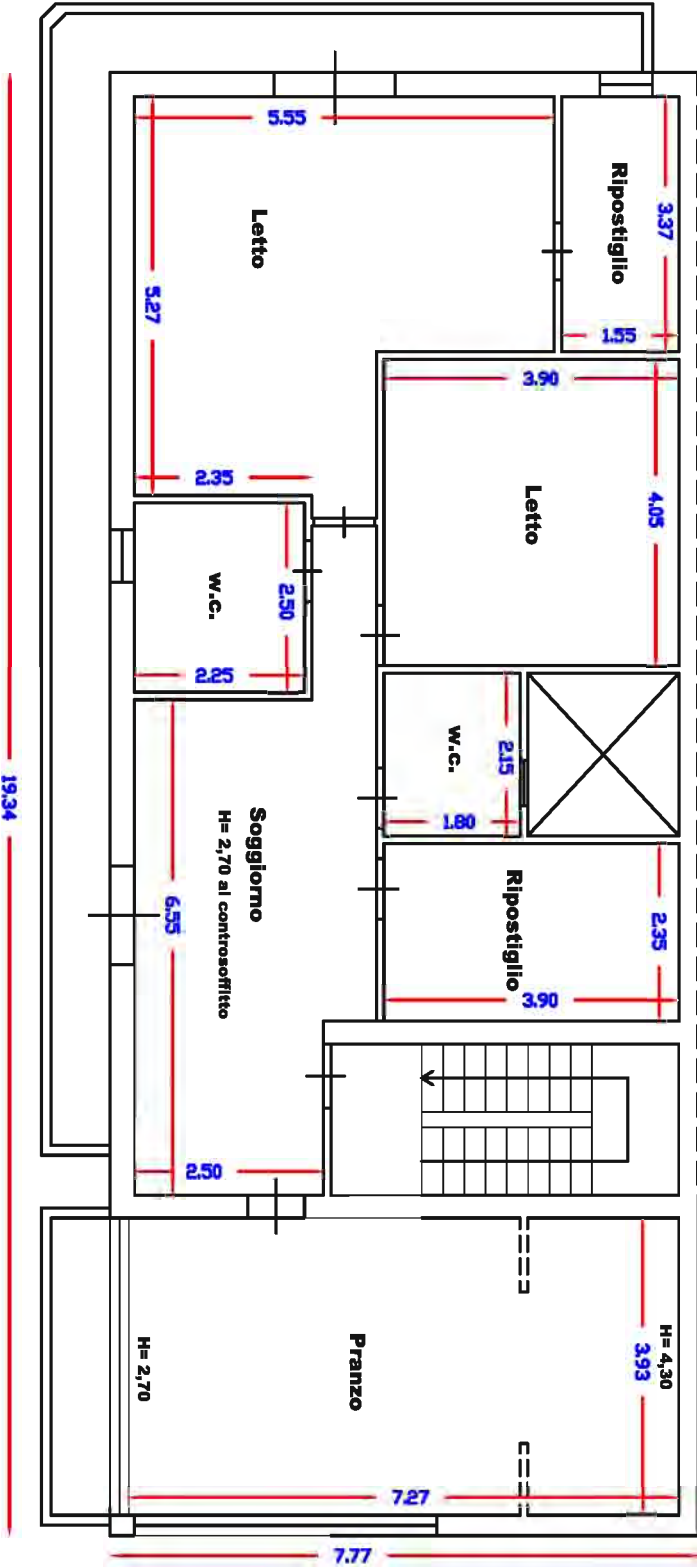 5.55
Letto
5.27
2.35
Ripostiglio
3.37
1.55
3.90
Letto
4.05
w.c.
2.50
2.25
w.c.
2.15
1.80
Soggiorno
H= 2,70 al controsoffitto
6.55
2.50
Ripostiglio
2.35
3.90
19.34
Pranzo
H= 2,70
H= 4,30
3.93
7.27
7.77